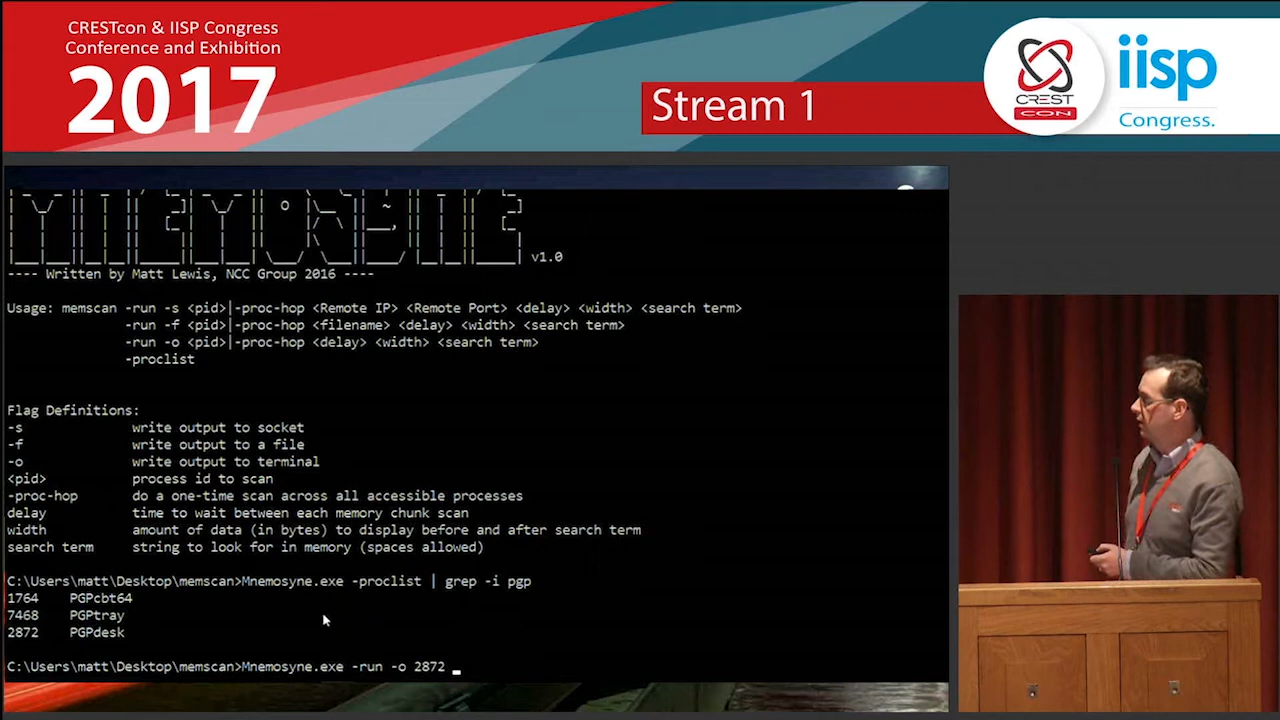 CRESTcon & IISP Congress
Conference and Exhibition
2017
Stream 1
CREST
CON
iisp
Congress.
MNEMOSYNE v1.0
---- Written by Matt Lewis, NCC Group 2016 ----
Usage: memscan -run -s <pid>|-proc-hop <Remote IP> <Remote Port> <delay> <width> <search term>
-run -f <pid>|-proc-hop <filename> <delay> <width> <search term>
-run -o <pid>|-proc-hop <delay> <width> <search term>
-proclist
Flag Definitions:
-s write output to socket
-f write output to a file
-o write output to terminal
<pid> process id to scan
-proc-hop do a one-time scan across all accessible processes
delay time to wait between each memory chunk scan
width amount of data (in bytes) to display before and after search term
search term string to look for in memory (spaces allowed)
C:\Users\matt\Desktop\memscan>Mnemosyne.exe -proclist | grep -i pgp
1764 PGPcbt64
7468 PGPtray
2872 PGPdesk
C:\Users\matt\Desktop\memscan>Mnemosyne.exe -run -o 2872 _